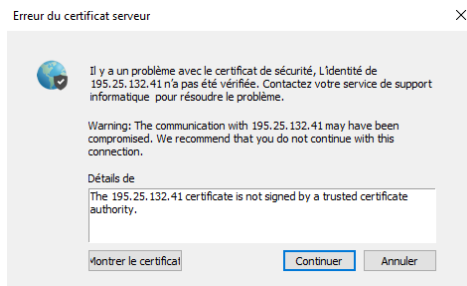 Erreur du certificat serveur
Il y a un problème avec le certificat de sécurité, L'identité de
195.25.132.41 n'a pas été vérifiée. Contactez votre service de support
informatique pour résoudre le problème.
Warning: The communication with 195.25.132.41 may have been
compromised. We recommend that you do not continue with this
connection.
Détails de
The 195.25.132.41 certificate is not signed by a trusted certificate
authority.
Montrer le certificat
Continuer
Annuler